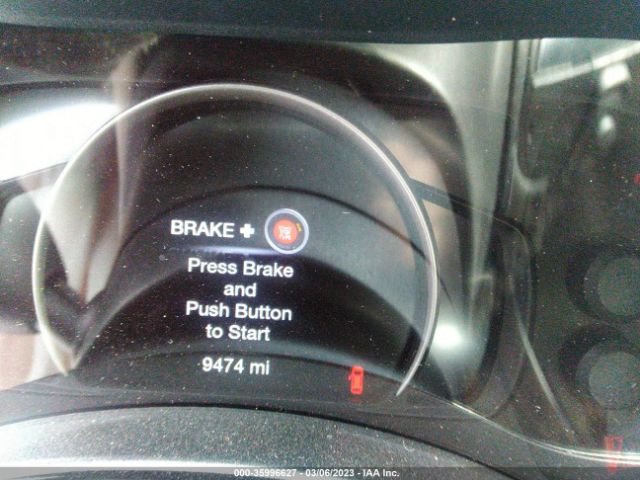 BRAKE +
Press Brake
and
Push Button
to Start
9474 mi
000-35996627 - 03/06/2023 - IAA Inc.